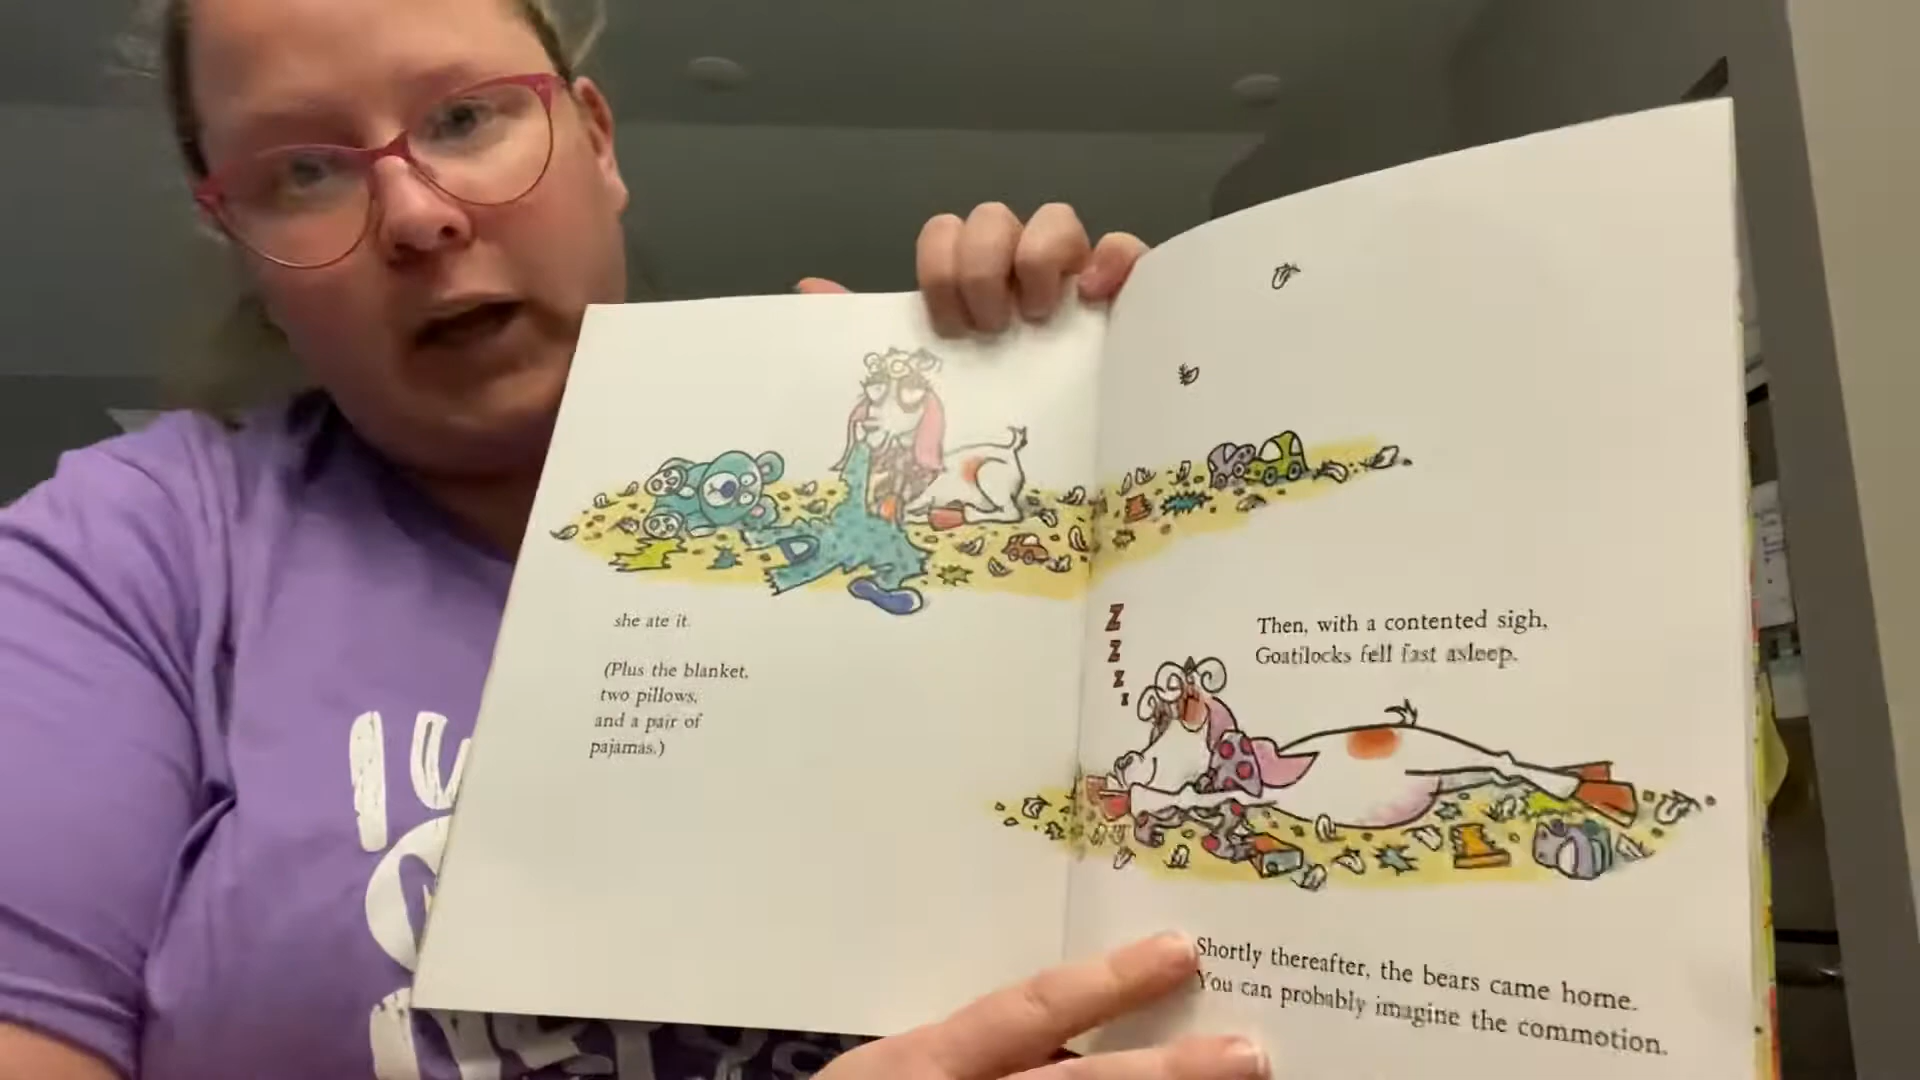 she ate it.
(Plus the blanket,
two pillows,
and a pair of
pajamas.)
Z
Z
Z
z
Then, with a contented sigh,
Goatilocks fell fast asleep.
Shortly thereafter, the bears came home.
You can probably imagine the commotion.